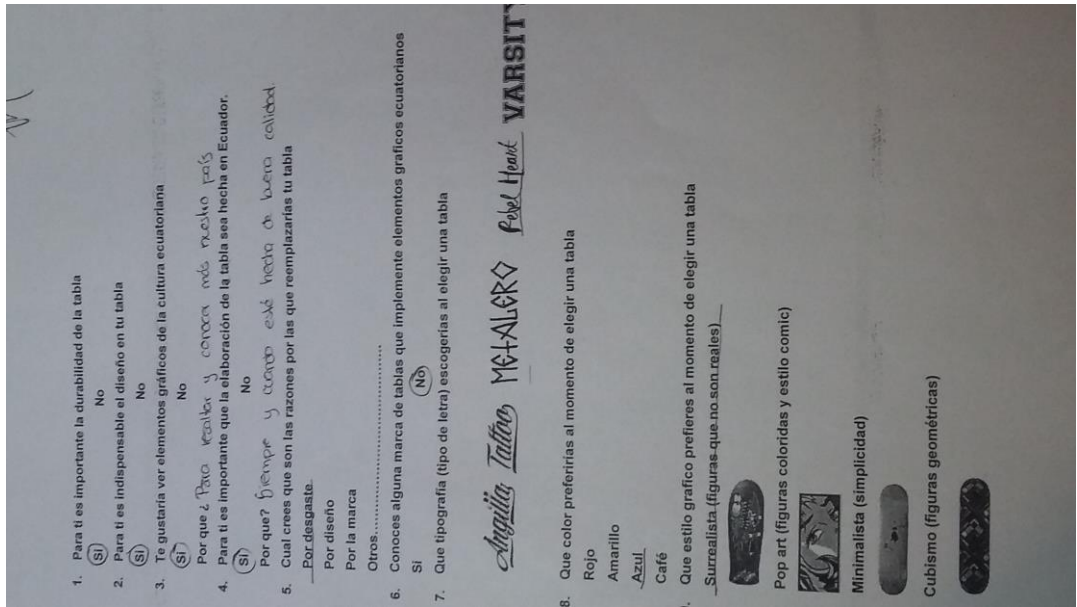 1. Para ti es importante la durabilidad de la tabla
Si No
2. Para ti es indispensable el diseño en tu tabla
Si No
3. Te gustaría ver elementos gráficos de la cultura ecuatoriana
Si No
Por que ¿ Para resaltar y conocer más nuestro país
4. Para ti es importante que la elaboración de la tabla sea hecha en Ecuador.
Si No
Por que? Siempre y cuando esté hecha de buena calidad.
5. Cual crees que son las razones por las que reemplazarías tu tabla
Por desgaste
Por diseño
Por la marca
Otros
6. Conoces alguna marca de tablas que implemente elementos graficos ecuatorianos
Si No
7. Que tipografía (tipo de letra) escogerías al elegir una tabla
Angilla Tattoo METALERO Rebel Heart VARSITY
8. Que color preferirías al momento de elegir una tabla
Rojo
Amarillo
Azul
Café
Que estilo grafico prefieres al momento de elegir una tabla
Surrealista (figuras que no son reales)
Pop art (figuras coloridas y estilo comic)
Minimalista (simplicidad)
Cubismo (figuras geométricas)